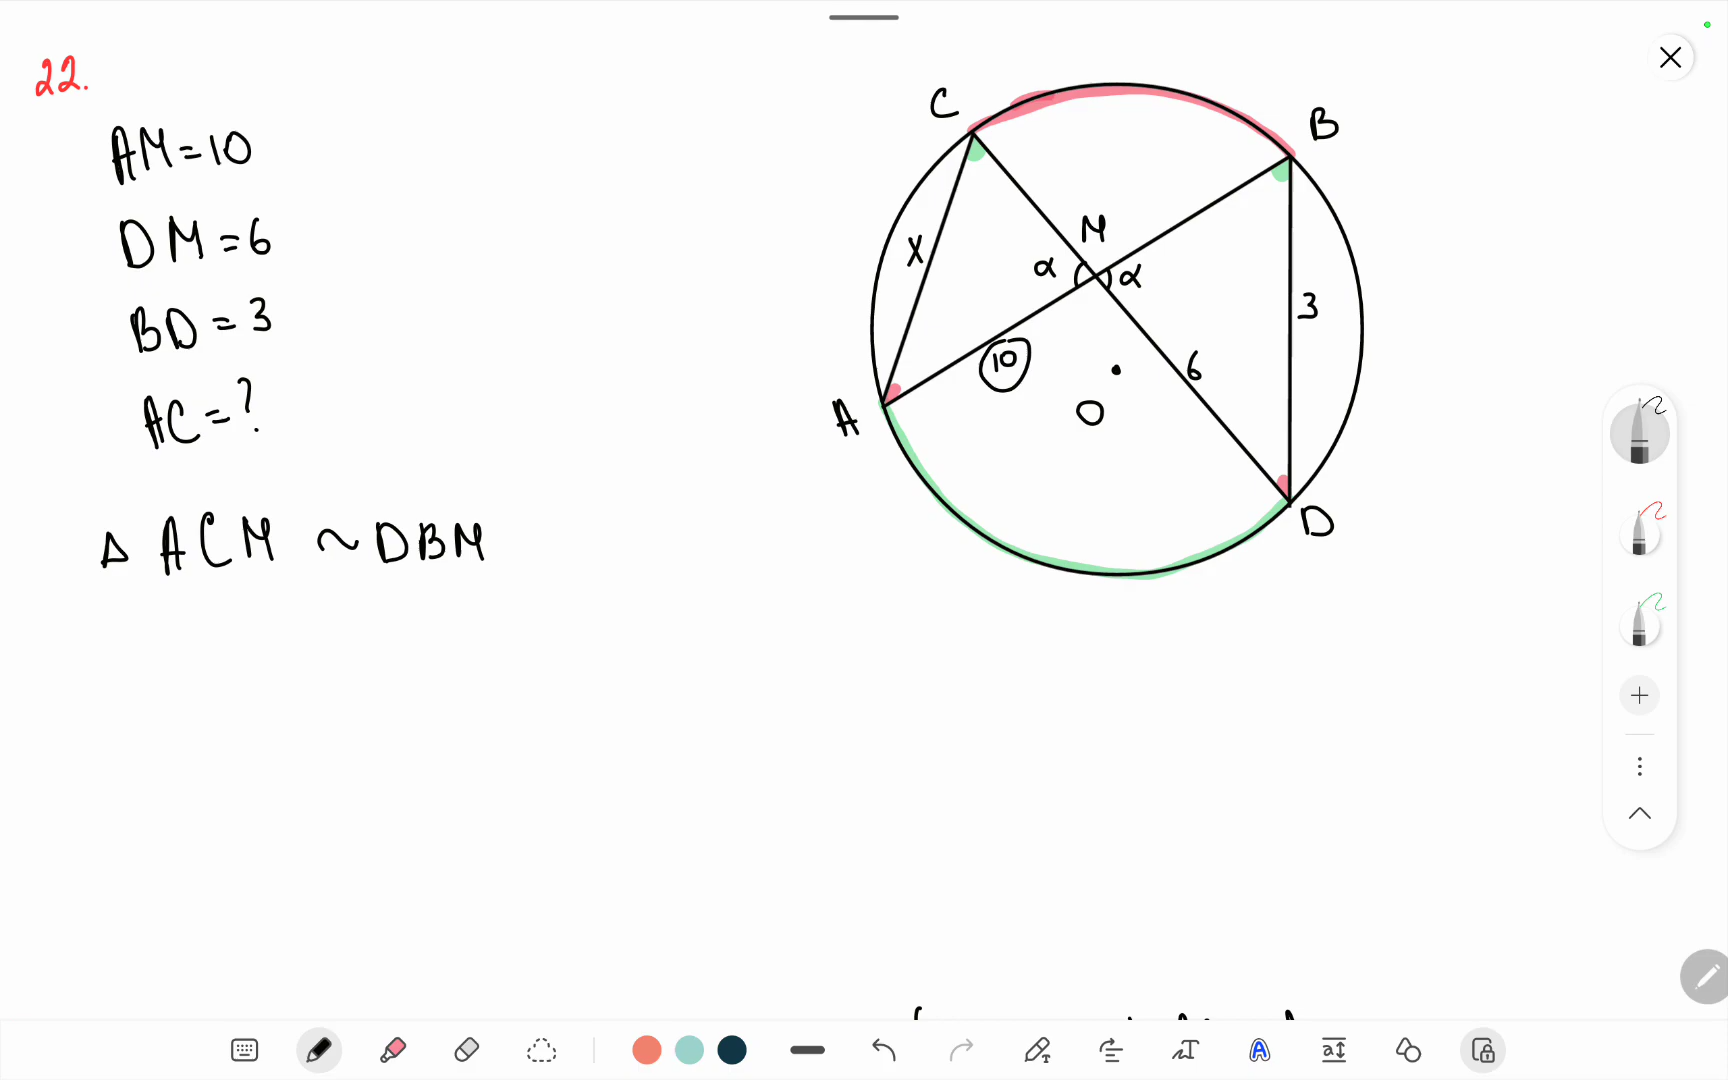 22.
AM=10
DM=6
BD=3
AC=?
△ ACM ~ DBM
C
B
M
X
α
α
3
10
6
A
O
D